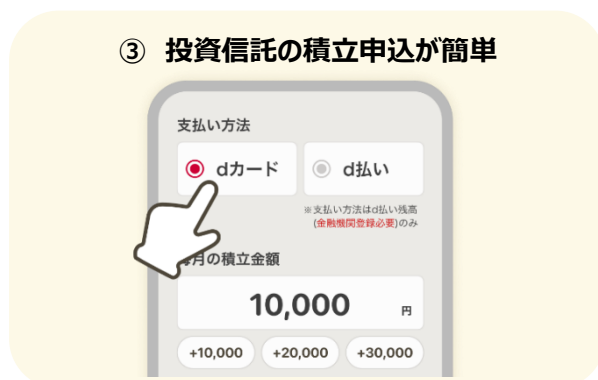 ③ 投資信託の積立申込が簡単
支払い方法
dカード
d払い
※支払い方法はd払い残高
(金融機関登録必要)のみ
月の積立金額
10,000 円
+10,000 +20,000 +30,000